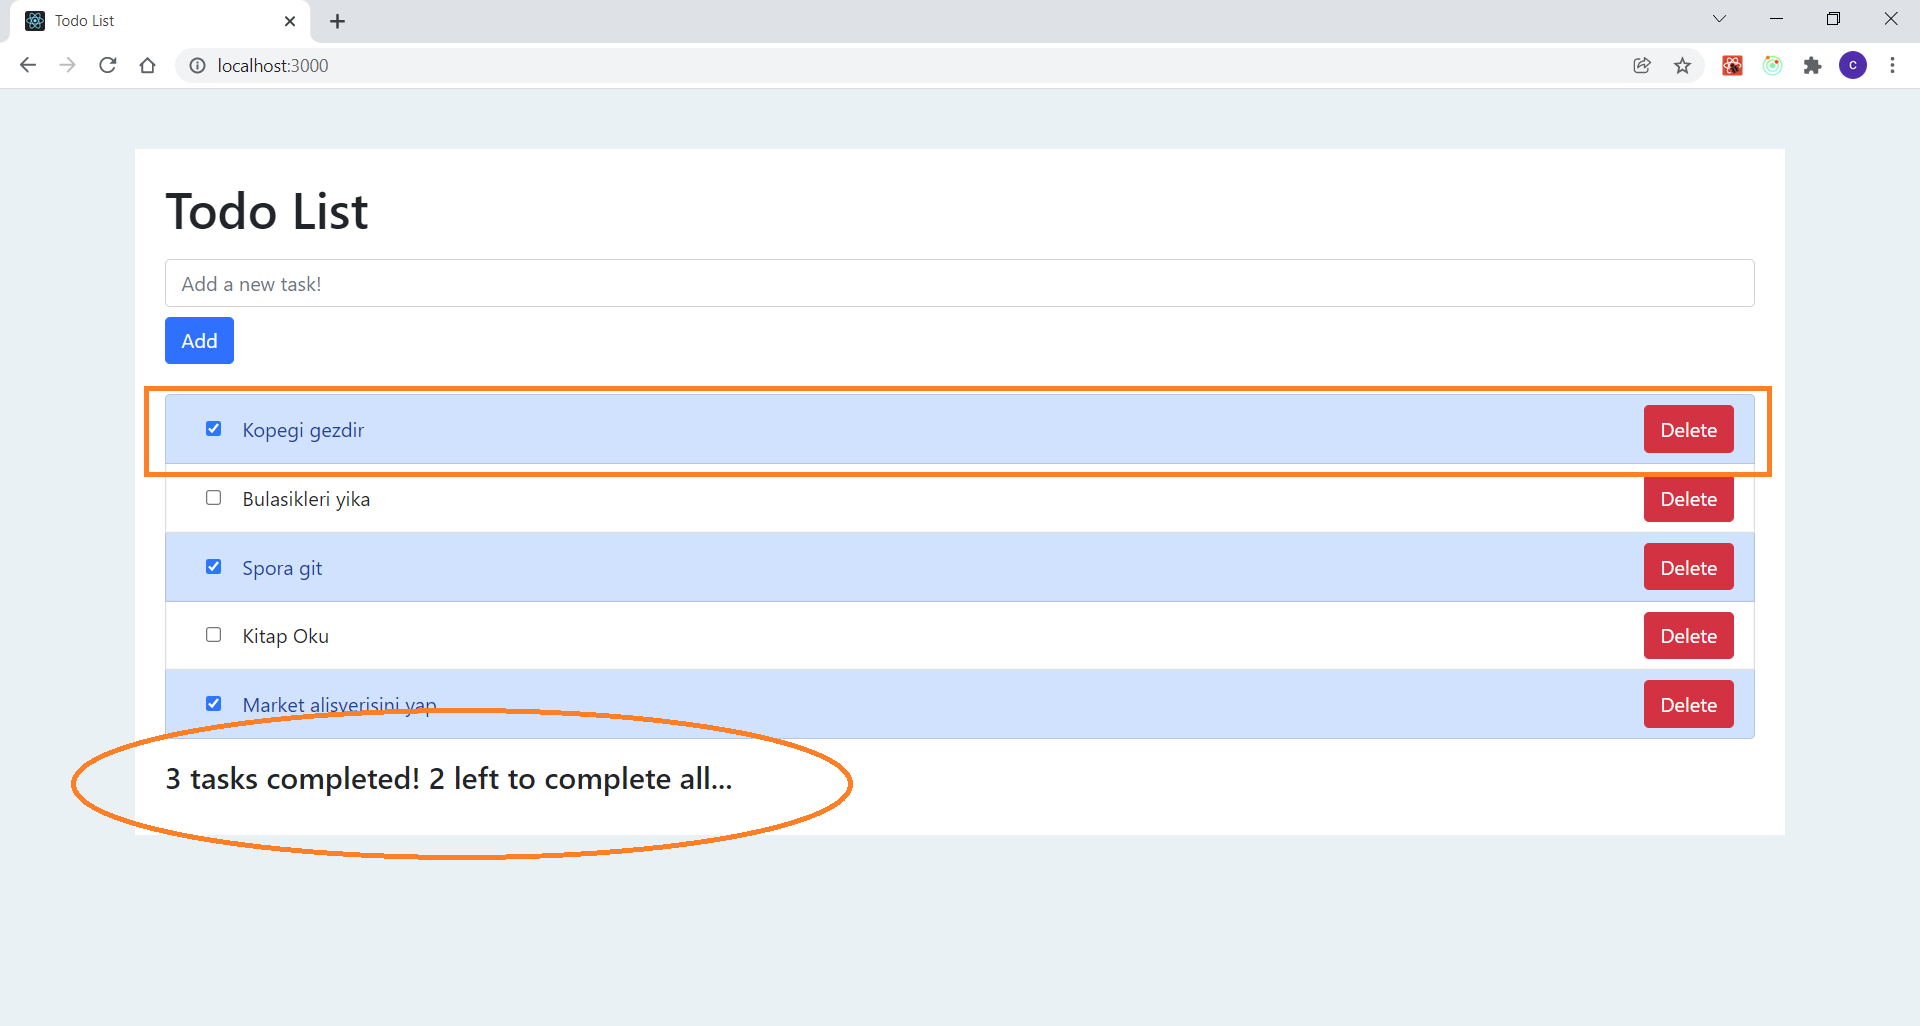 Todo List
localhost:3000
C
Todo List
Add a new task!
Add
Kopegi gezdir Delete
Bulasikleri yika Delete
Spora git Delete
Kitap Oku Delete
Market alisverisini yap Delete
3 tasks completed! 2 left to complete all...